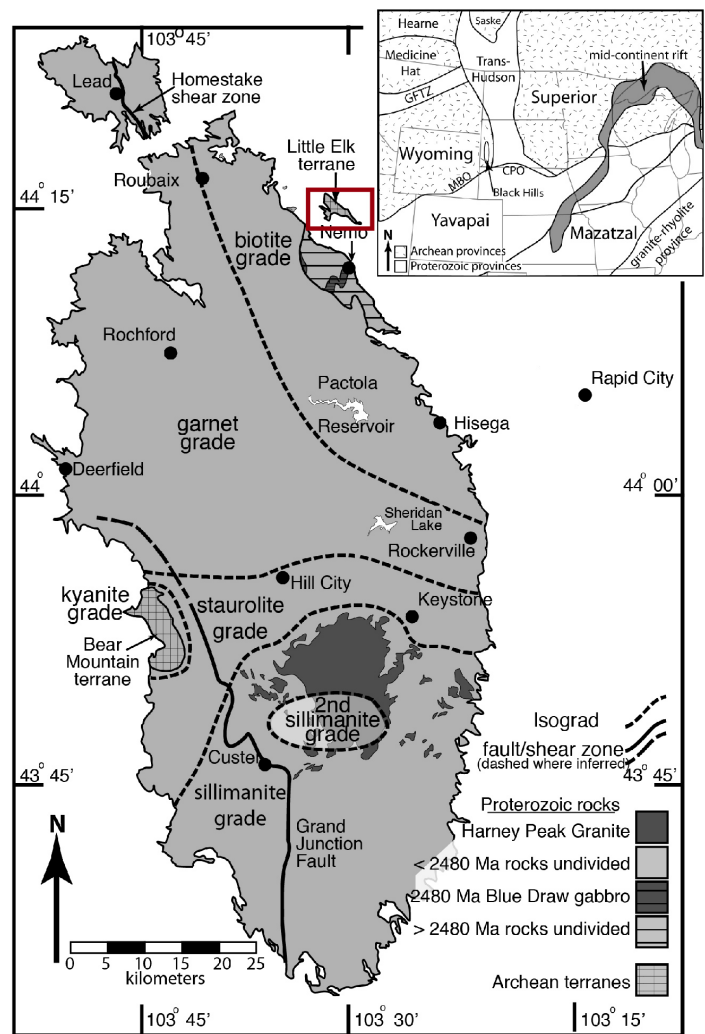 103° 45'
Lead
Homestake
shear zone
Little Elk
terrane
Roubaix
44° 15'
Nemo
biotite
grade
Rochford
Pactola
Reservoir
Rapid City
garnet
grade
Hisega
Deerfield
44°
44° 00'
Sheridan
Lake
Rockerville
Hill City
kyanite
grade
staurolite
grade
Keystone
Bear
Mountain
terrane
2nd
sillimanite
grade
Isograd
fault/shear zone
(dashed where inferred)
Custer
43° 45'
43° 45'
sillimanite
grade
Grand
Junction
Fault
Proterozoic rocks
Harney Peak Granite
< 2480 Ma rocks undivided
2480 Ma Blue Draw gabbro
> 2480 Ma rocks undivided
Archean terranes
N
0 5 10 15 20 25
kilometers
103° 45'
103° 30'
103° 15'
Hearne
Saske
Medicine
Hat
Trans-
Hudson
mid-continent rift
GFTZ
Superior
Wyoming
CPO
MBO
Black Hills
Yavapai
Mazatzal
granite-rhyolite
province
N
Archean provinces
Proterozoic provinces